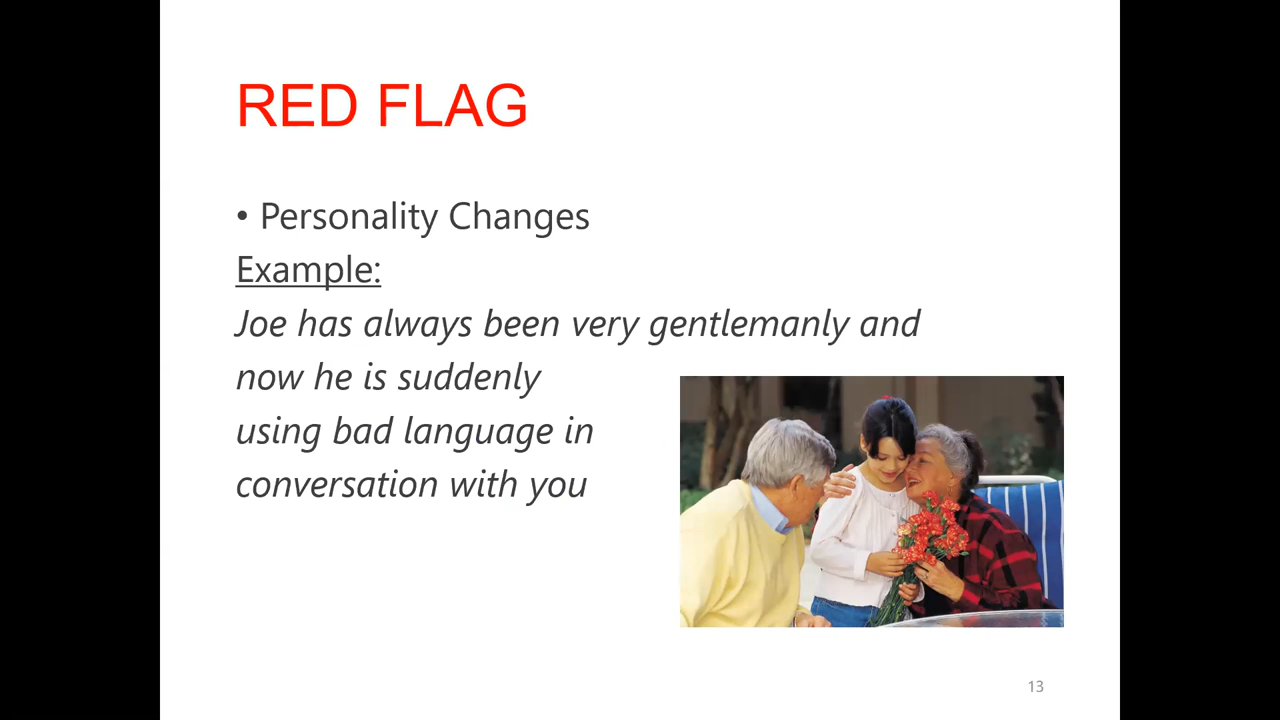 RED FLAG
• Personality Changes
Example:
Joe has always been very gentlemanly and
now he is suddenly
using bad language in
conversation with you
13